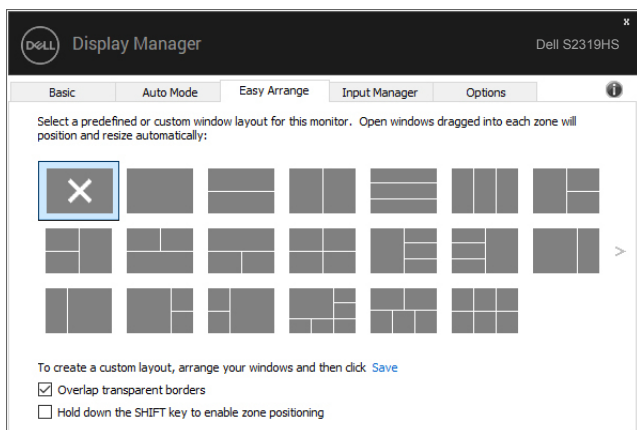 x
DELL Display Manager Dell S2319HS
Basic Auto Mode Easy Arrange Input Manager Options i
Select a predefined or custom window layout for this monitor. Open windows dragged into each zone will
position and resize automatically:
>
To create a custom layout, arrange your windows and then click Save
Overlap transparent borders
Hold down the SHIFT key to enable zone positioning